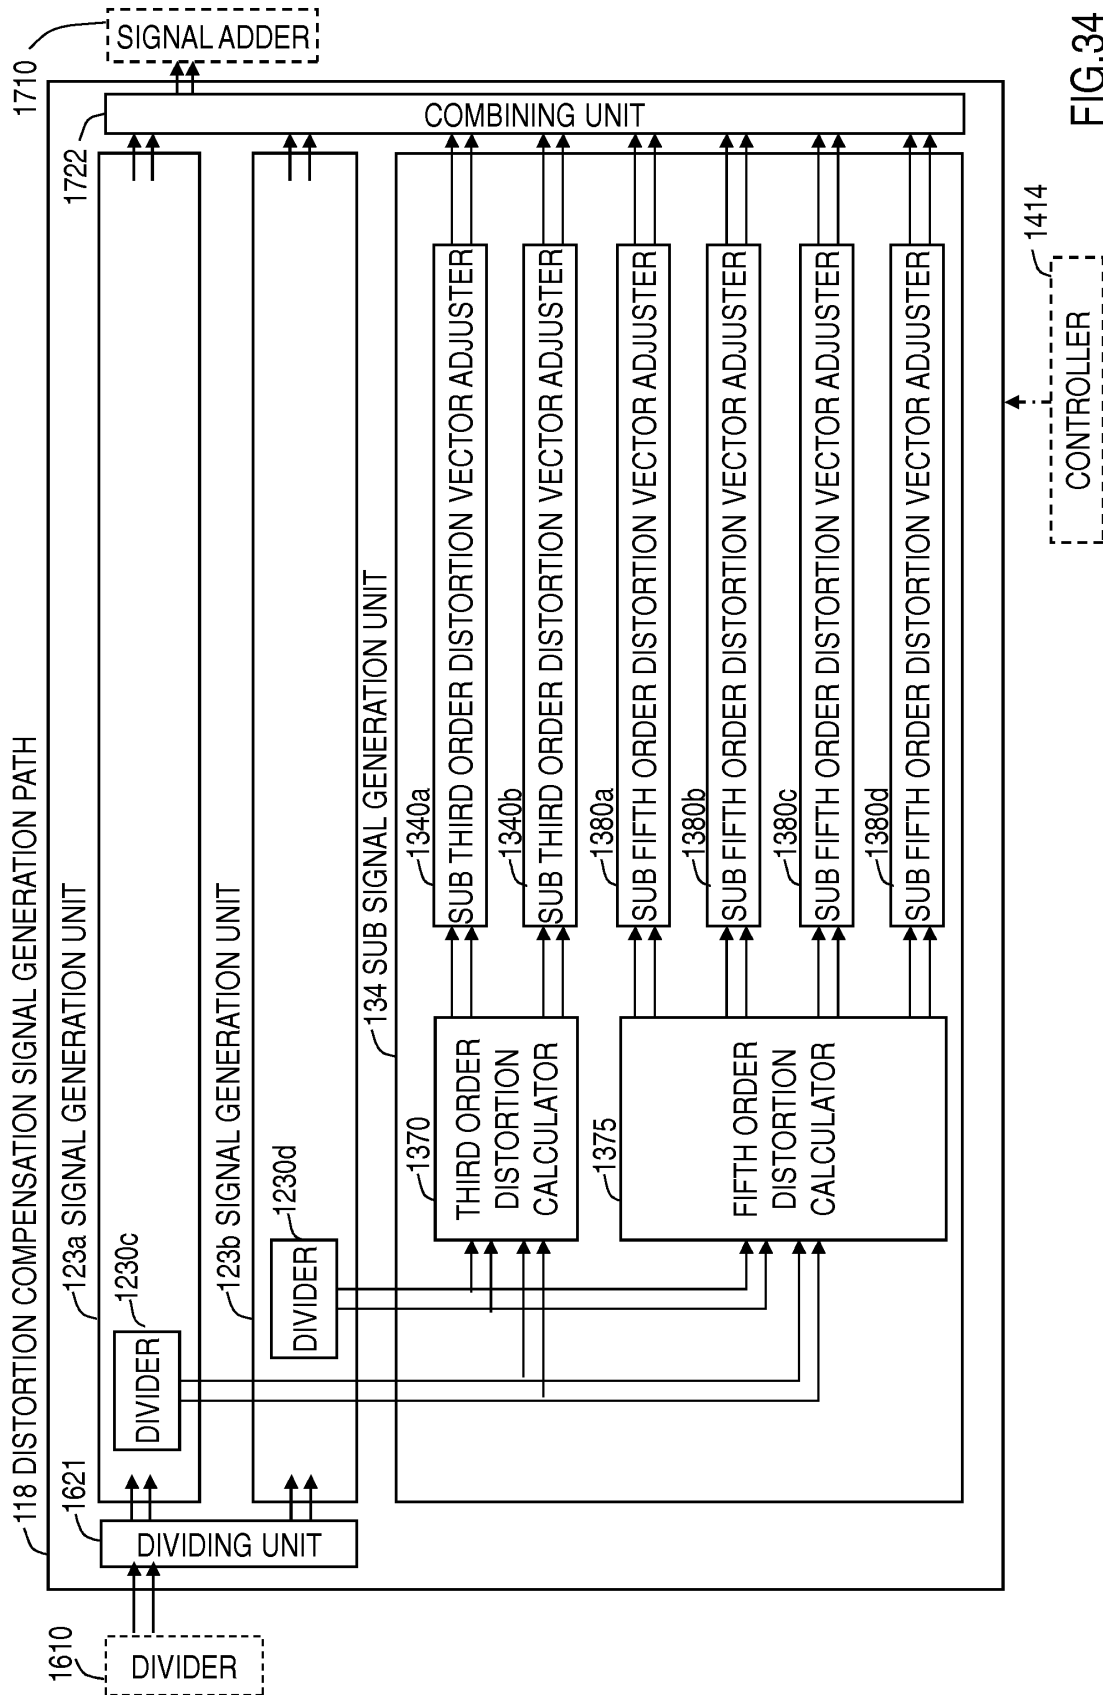 118 DISTORTION COMPENSATION SIGNAL GENERATION PATH
1610
DIVIDER
1621
DIVIDING UNIT
123a SIGNAL GENERATION UNIT
1230c
DIVIDER
123b SIGNAL GENERATION UNIT
1230d
DIVIDER
134 SUB SIGNAL GENERATION UNIT
1370
THIRD ORDER
DISTORTION
CALCULATOR
1375
FIFTH ORDER
DISTORTION
CALCULATOR
1340a
SUB THIRD ORDER DISTORTION VECTOR ADJUSTER
1340b
SUB THIRD ORDER DISTORTION VECTOR ADJUSTER
1380a
SUB FIFTH ORDER DISTORTION VECTOR ADJUSTER
1380b
SUB FIFTH ORDER DISTORTION VECTOR ADJUSTER
1380c
SUB FIFTH ORDER DISTORTION VECTOR ADJUSTER
1380d
SUB FIFTH ORDER DISTORTION VECTOR ADJUSTER
1722
COMBINING UNIT
1710
SIGNAL ADDER
1414
CONTROLLER
FIG.34